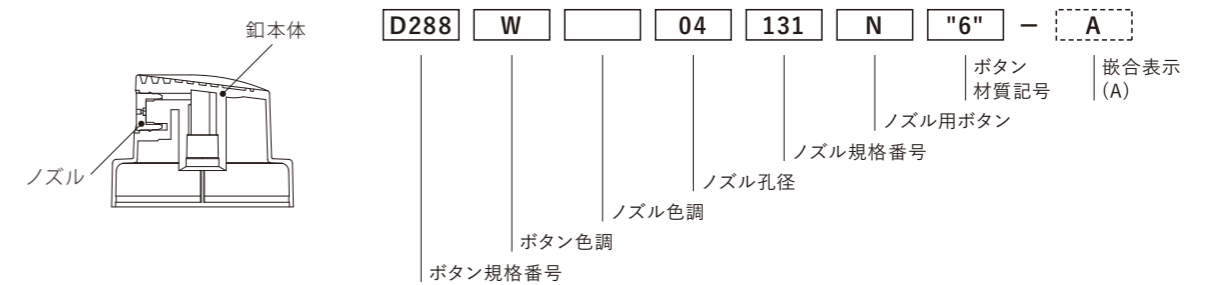 D288 W 04 131 N "6" - A
釦本体
ノズル
ボタン
材質記号
嵌合表示
(A)
ノズル用ボタン
ノズル規格番号
ノズル孔径
ノズル色調
ボタン色調
ボタン規格番号